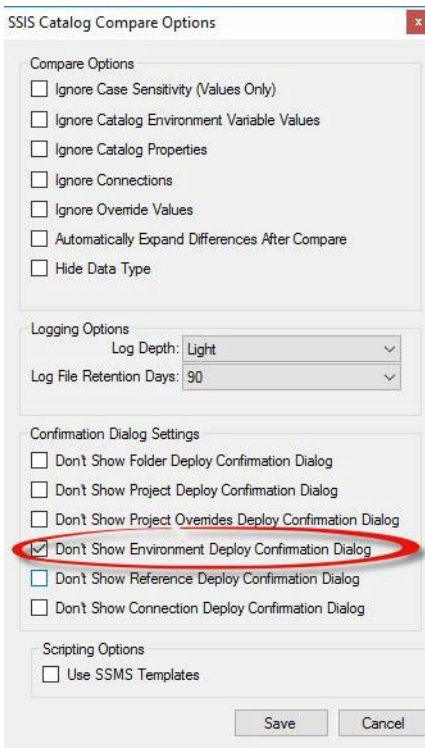 SSIS Catalog Compare Options
x
Compare Options
Ignore Case Sensitivity (Values Only)
Ignore Catalog Environment Variable Values
Ignore Catalog Properties
Ignore Connections
Ignore Override Values
Automatically Expand Differences After Compare
Hide Data Type
Logging Options
Log Depth: Light
Log File Retention Days: 90
Confirmation Dialog Settings
Don't Show Folder Deploy Confirmation Dialog
Don't Show Project Deploy Confirmation Dialog
Don't Show Project Overrides Deploy Confirmation Dialog
Don't Show Environment Deploy Confirmation Dialog
Don't Show Reference Deploy Confirmation Dialog
Don't Show Connection Deploy Confirmation Dialog
Scripting Options
Use SSMS Templates
Save Cancel